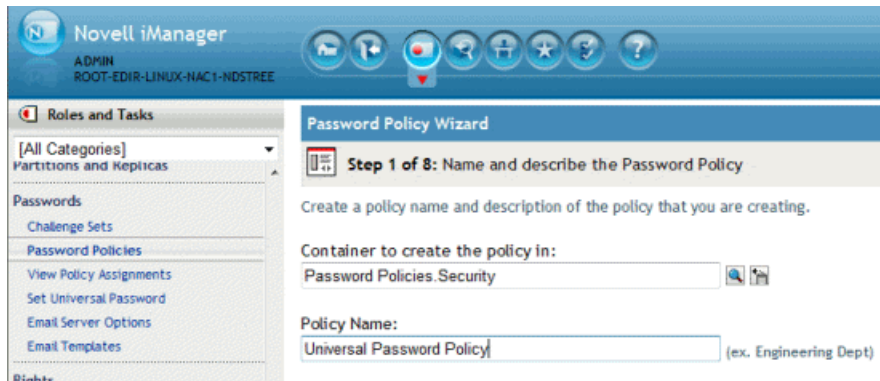 Novell iManager
ADMIN
ROOT-EDIR-LINUX-NAC1-NDSTREE
Roles and Tasks
[All Categories]
Partitions and Replicas
Passwords
Challenge Sets
Password Policies
View Policy Assignments
Set Universal Password
Email Server Options
Email Templates
Rights
Password Policy Wizard
Step 1 of 8: Name and describe the Password Policy
Create a policy name and description of the policy that you are creating.
Container to create the policy in:
Password Policies.Security
Policy Name:
Universal Password Policy
(ex. Engineering Dept)